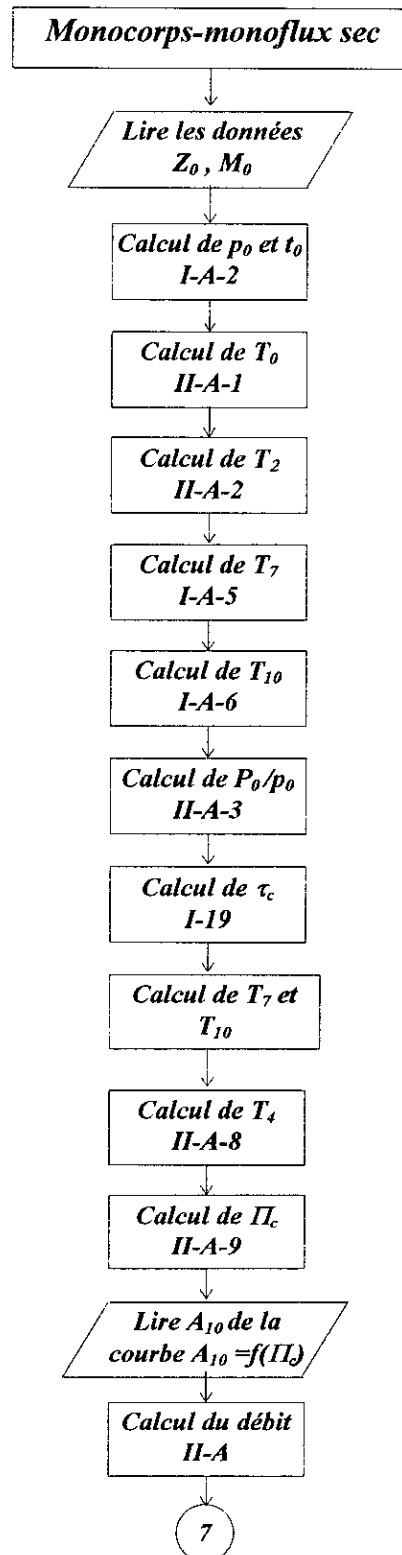 Monocorps-monoflux sec
Lire les données
Z₀ , M₀
Calcul de p₀ et t₀
I-A-2
Calcul de T₀
II-A-1
Calcul de T₂
II-A-2
Calcul de T₇
I-A-5
Calcul de T₁₀
I-A-6
Calcul de P₀/p₀
II-A-3
Calcul de τc
I-19
Calcul de T₇ et
T₁₀
Calcul de T₄
II-A-8
Calcul de Πc
II-A-9
Lire A₁₀ de la
courbe A₁₀ =f(Πc)
Calcul du débit
II-A
7